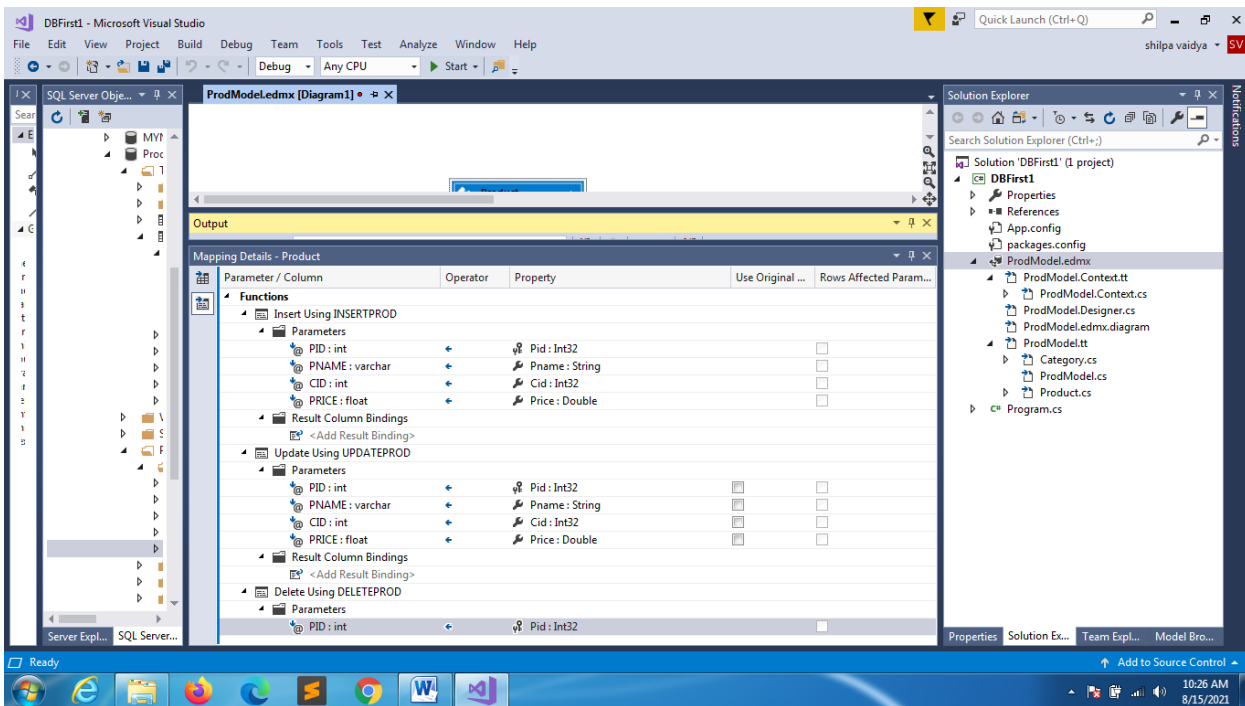 DBFirst1 - Microsoft Visual Studio
Quick Launch (Ctrl+Q)
File Edit View Project Build Debug Team Tools Test Analyze Window Help
shilpa vaidya SV
Debug Any CPU Start
SQL Server Obje...
ProdModel.edmx [Diagram1]
Solution Explorer
Notifications
Sear
Search Solution Explorer (Ctrl+;)
Proc
Solution 'DBFirst1' (1 project)
C# DBFirst1
Properties
References
App.config
packages.config
ProdModel.edmx
ProdModel.Context.tt
ProdModel.Context.cs
ProdModel.Designer.cs
ProdModel.edmx.diagram
ProdModel.tt
Category.cs
ProdModel.cs
Product.cs
C# Program.cs
Output
Mapping Details - Product
Parameter / Column Operator Property Use Original ... Rows Affected Param...
Functions
Insert Using INSERTPROD
Parameters
PID : int Pid : Int32
PNAME : varchar Pname : String
CID : int Cid : Int32
PRICE : float Price : Double
Result Column Bindings
<Add Result Binding>
Update Using UPDATEPROD
Parameters
PID : int Pid : Int32
PNAME : varchar Pname : String
CID : int Cid : Int32
PRICE : float Price : Double
Result Column Bindings
<Add Result Binding>
Delete Using DELETEPROD
Parameters
PID : int Pid : Int32
Server Expl... SQL Server...
Properties Solution Ex... Team Expl... Model Bro...
Ready
Add to Source Control
10:26 AM
8/15/2021